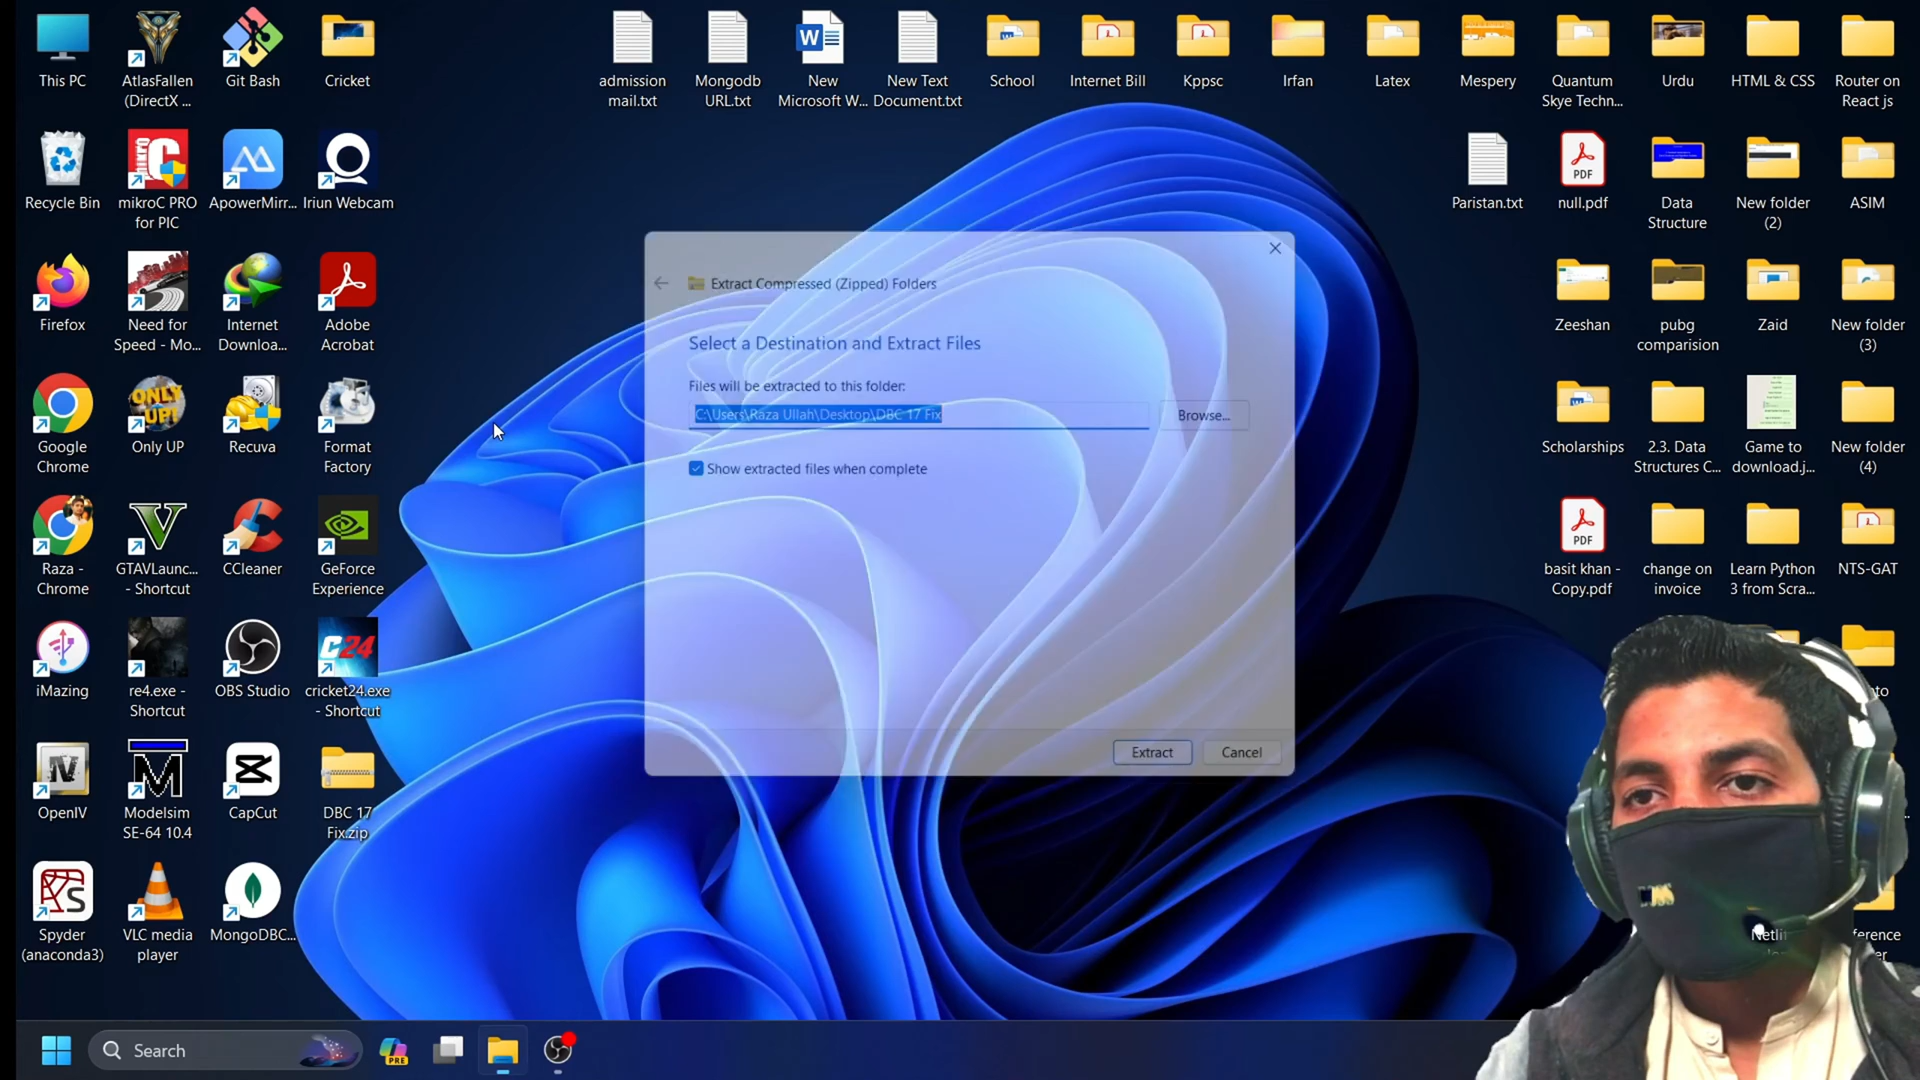 This PC
AtlasFallen
(DirectX ...
Git Bash
Cricket
admission
mail.txt
Mongodb
URL.txt
New
Microsoft W...
New Text
Document.txt
School
Internet Bill
Kppsc
Irfan
Latex
Mespery
Quantum
Skye Techn...
Urdu
HTML & CSS
Router on
React js
Recycle Bin
mikroC PRO
for PIC
ApowerMirr...
Iriun Webcam
Paristan.txt
PDF
null.pdf
Data
Structure
New folder
(2)
ASIM
Extract Compressed (Zipped) Folders
Select a Destination and Extract Files
Files will be extracted to this folder:
C:\Users\Raza Ullah\Desktop\DBC 17 Fix
Browse...
Show extracted files when complete
Extract
Cancel
Firefox
Need for
Speed - Mo...
Internet
Downloa...
Adobe
Acrobat
Zeeshan
pubg
comparision
Zaid
New folder
(3)
Google
Chrome
ONLY
UP!
Only UP
Recuva
Format
Factory
Scholarships
2.3. Data
Structures C...
Game to
download.j...
New folder
(4)
Raza -
Chrome
GTAVLaunc...
- Shortcut
CCleaner
GeForce
Experience
PDF
basit khan -
Copy.pdf
change on
invoice
Learn Python
3 from Scra...
NTS-GAT
iMazing
re4.exe -
Shortcut
OBS Studio
C24
cricket24.exe
- Shortcut
OpenIV
Modelsim
SE-64 10.4
CapCut
DBC 17
Fix.zip
Spyder
(anaconda3)
VLC media
player
MongoDBC...
Search
PRE